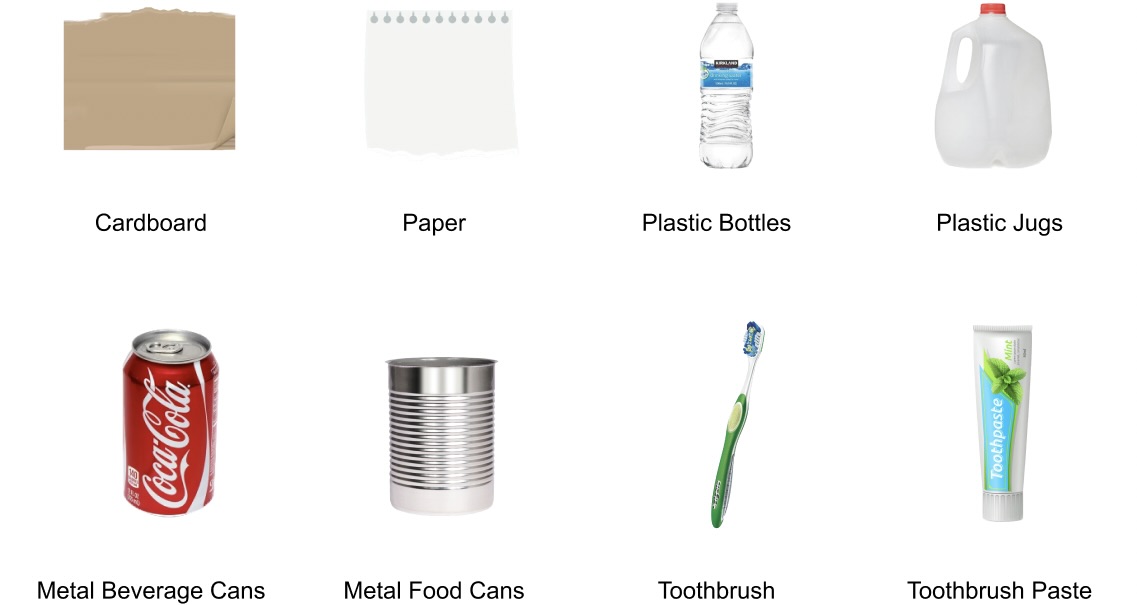 KIRKLAND
Cardboard
Paper
Plastic Bottles
Plastic Jugs
Coca-Cola
140
Mint
Toothpaste
Metal Beverage Cans
Metal Food Cans
Toothbrush
Toothbrush Paste